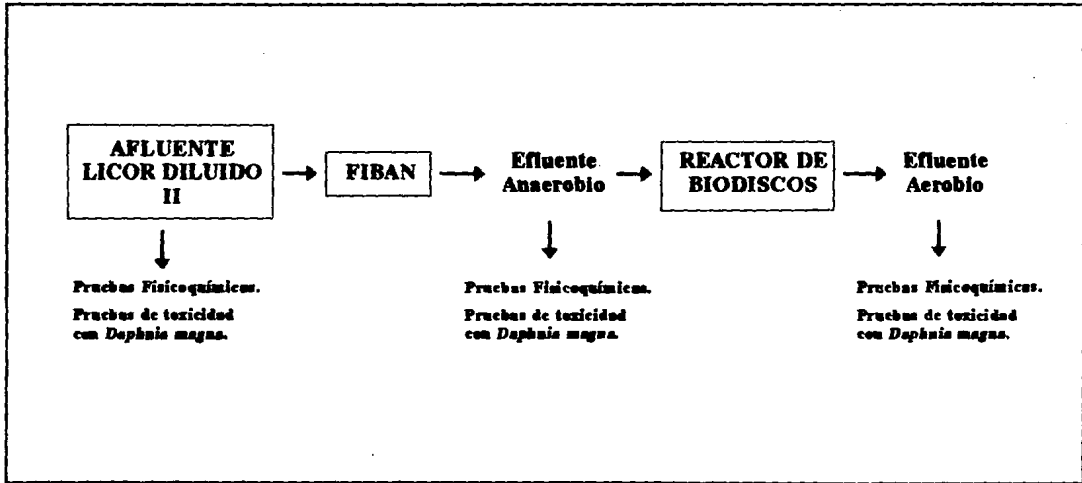 AFLUENTE
LICOR DILUIDO
II
FIBAN
Efluente
Anaerobio
REACTOR DE
BIODISCOS
Efluente
Aerobio
Pruebas Fisicoquímicas.
Pruebas de toxicidad
con Daphnia magna.
Pruebas Fisicoquímicas.
Pruebas de toxicidad
con Daphnia magna.
Pruebas Fisicoquímicas.
Pruebas de toxicidad
con Daphnia magna.